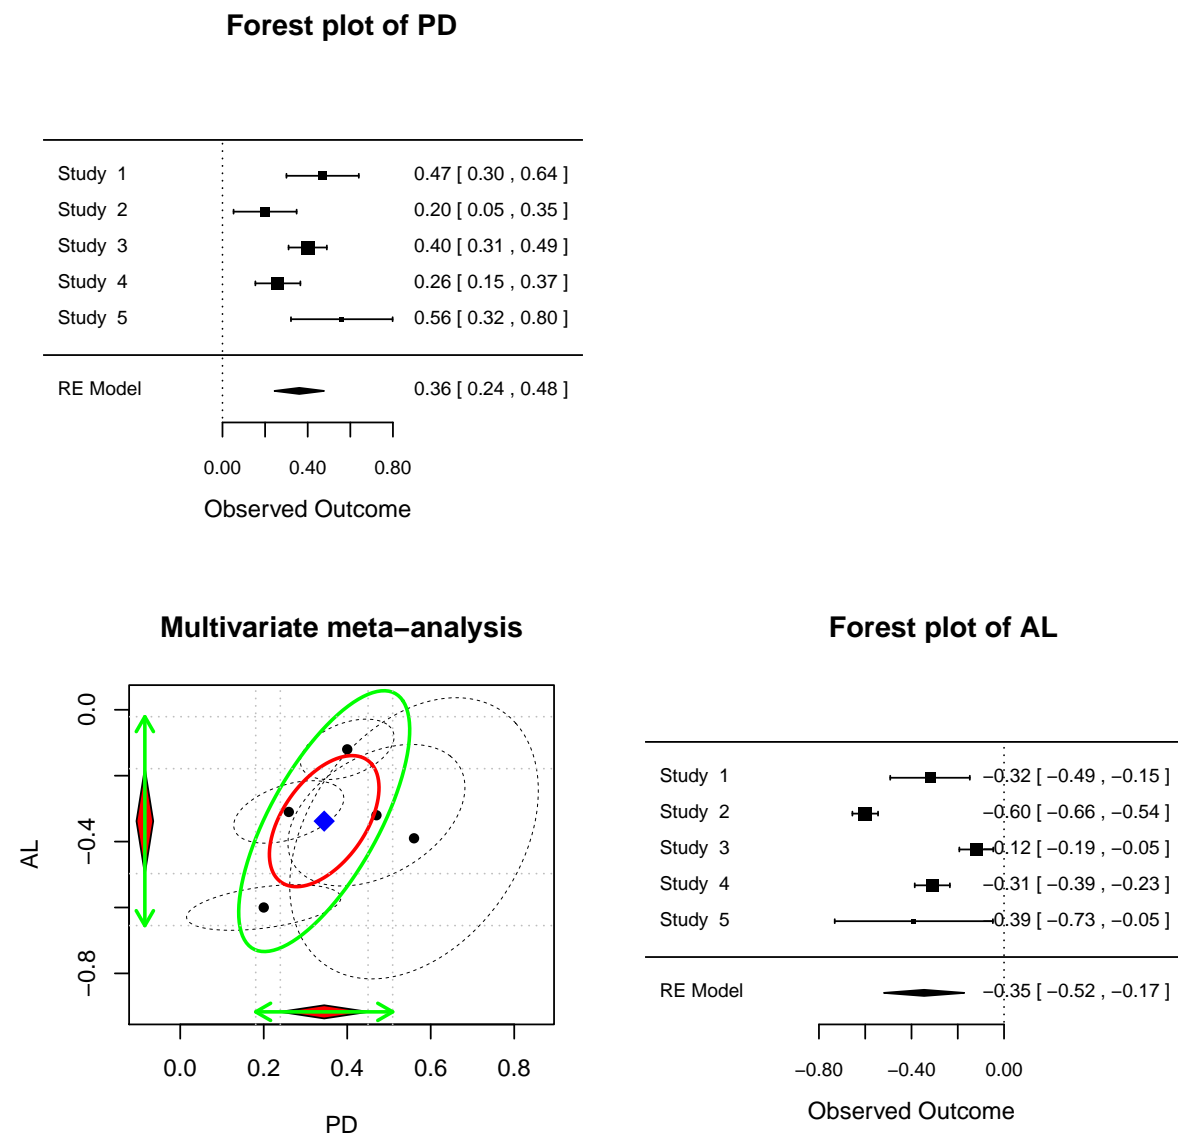 Forest plot of PD
Study 1 0.47 [ 0.30 , 0.64 ]
Study 2 0.20 [ 0.05 , 0.35 ]
Study 3 0.40 [ 0.31 , 0.49 ]
Study 4 0.26 [ 0.15 , 0.37 ]
Study 5 0.56 [ 0.32 , 0.80 ]
RE Model 0.36 [ 0.24 , 0.48 ]
0.00 0.40 0.80
Observed Outcome
Multivariate meta−analysis
0.0
−0.4
−0.8
AL
0.0 0.2 0.4 0.6 0.8
PD
Forest plot of AL
Study 1 −0.32 [ −0.49 , −0.15 ]
Study 2 −0.60 [ −0.66 , −0.54 ]
Study 3 −0.12 [ −0.19 , −0.05 ]
Study 4 −0.31 [ −0.39 , −0.23 ]
Study 5 −0.39 [ −0.73 , −0.05 ]
RE Model −0.35 [ −0.52 , −0.17 ]
−0.80 −0.40 0.00
Observed Outcome